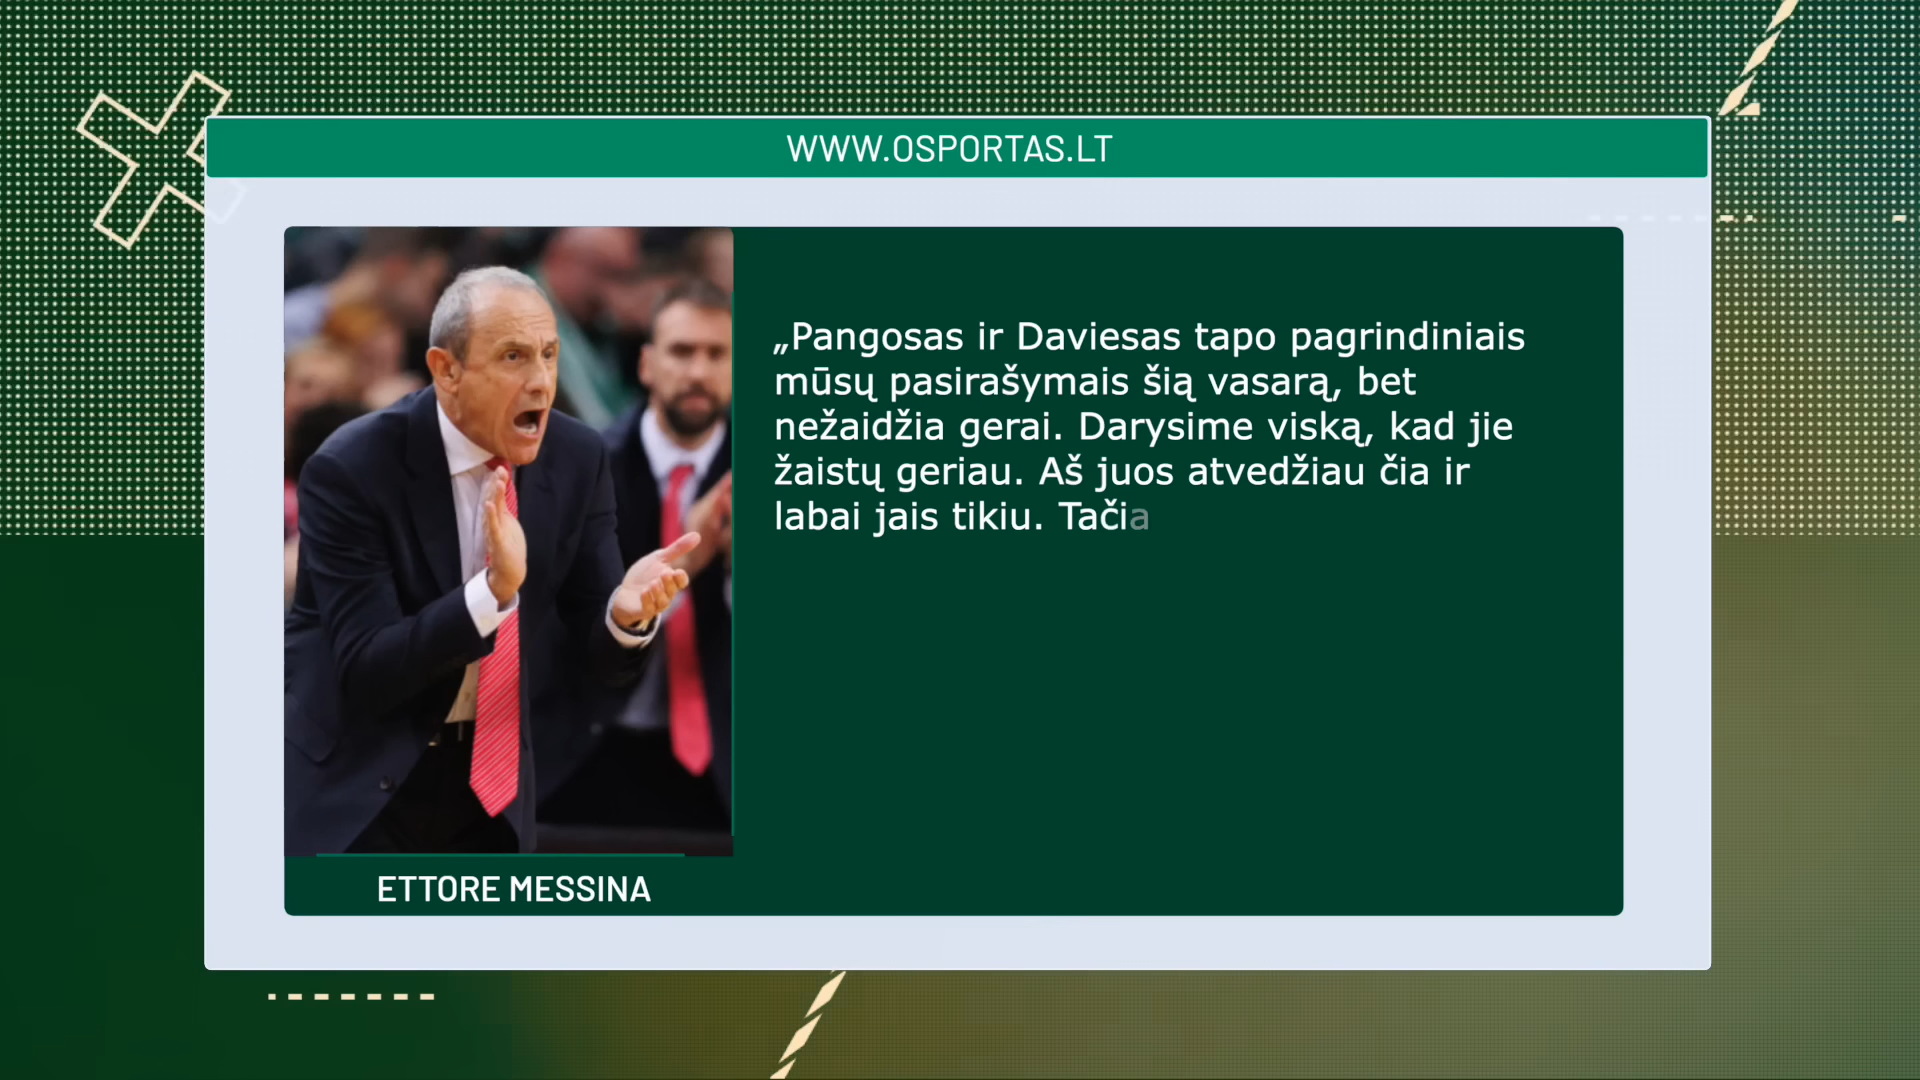 WWW.OSPORTAS.LT
„Pangosas ir Daviesas tapo pagrindiniais
mūsų pasirašymais šią vasarą, bet
nežaidžia gerai. Darysime viską, kad jie
žaistų geriau. Aš juos atvedžiau čia ir
labai jais tikiu. Tačia
ETTORE MESSINA